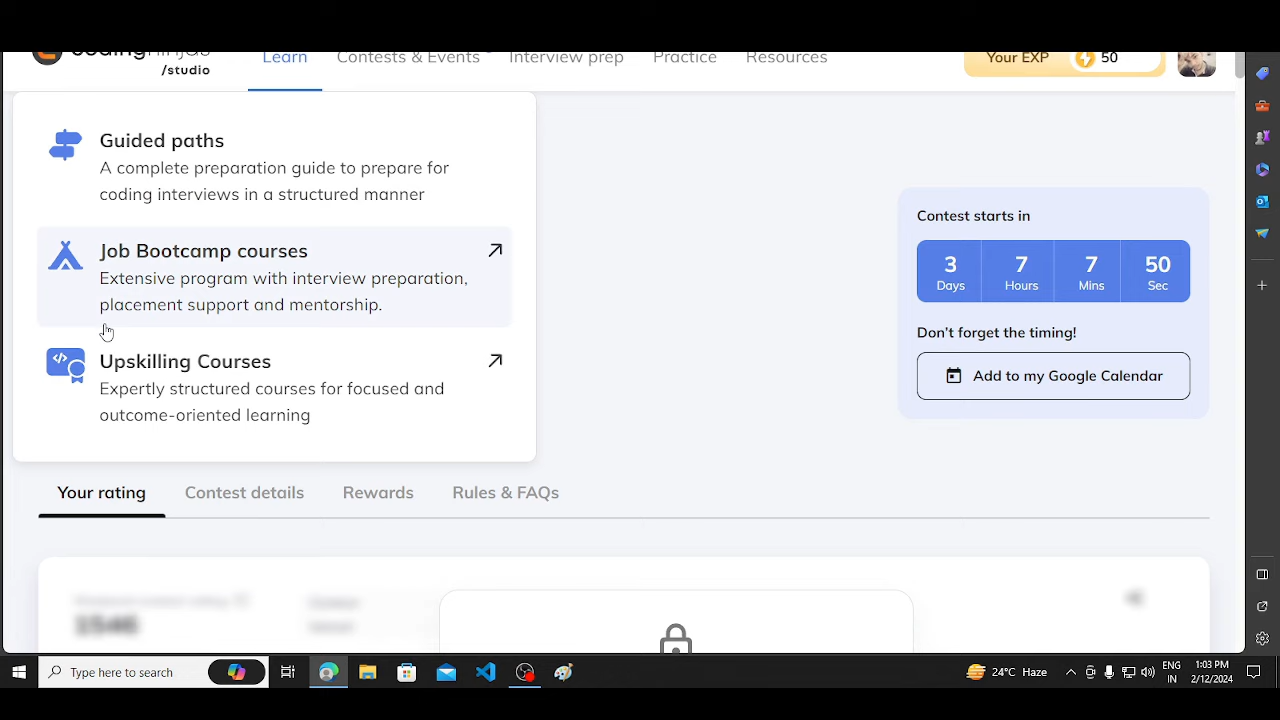 codingninjas
/studio
Learn
Contests & Events
Interview prep
Practice
Resources
Your EXP
50
Guided paths
A complete preparation guide to prepare for
coding interviews in a structured manner
Job Bootcamp courses
Extensive program with interview preparation,
placement support and mentorship.
Upskilling Courses
Expertly structured courses for focused and
outcome-oriented learning
Contest starts in
3 7 7 50
Days Hours Mins Sec
Don't forget the timing!
Add to my Google Calendar
Your rating
Contest details
Rewards
Rules & FAQs
1546
Type here to search
24°C Haze
ENG
IN
1:03 PM
2/12/2024